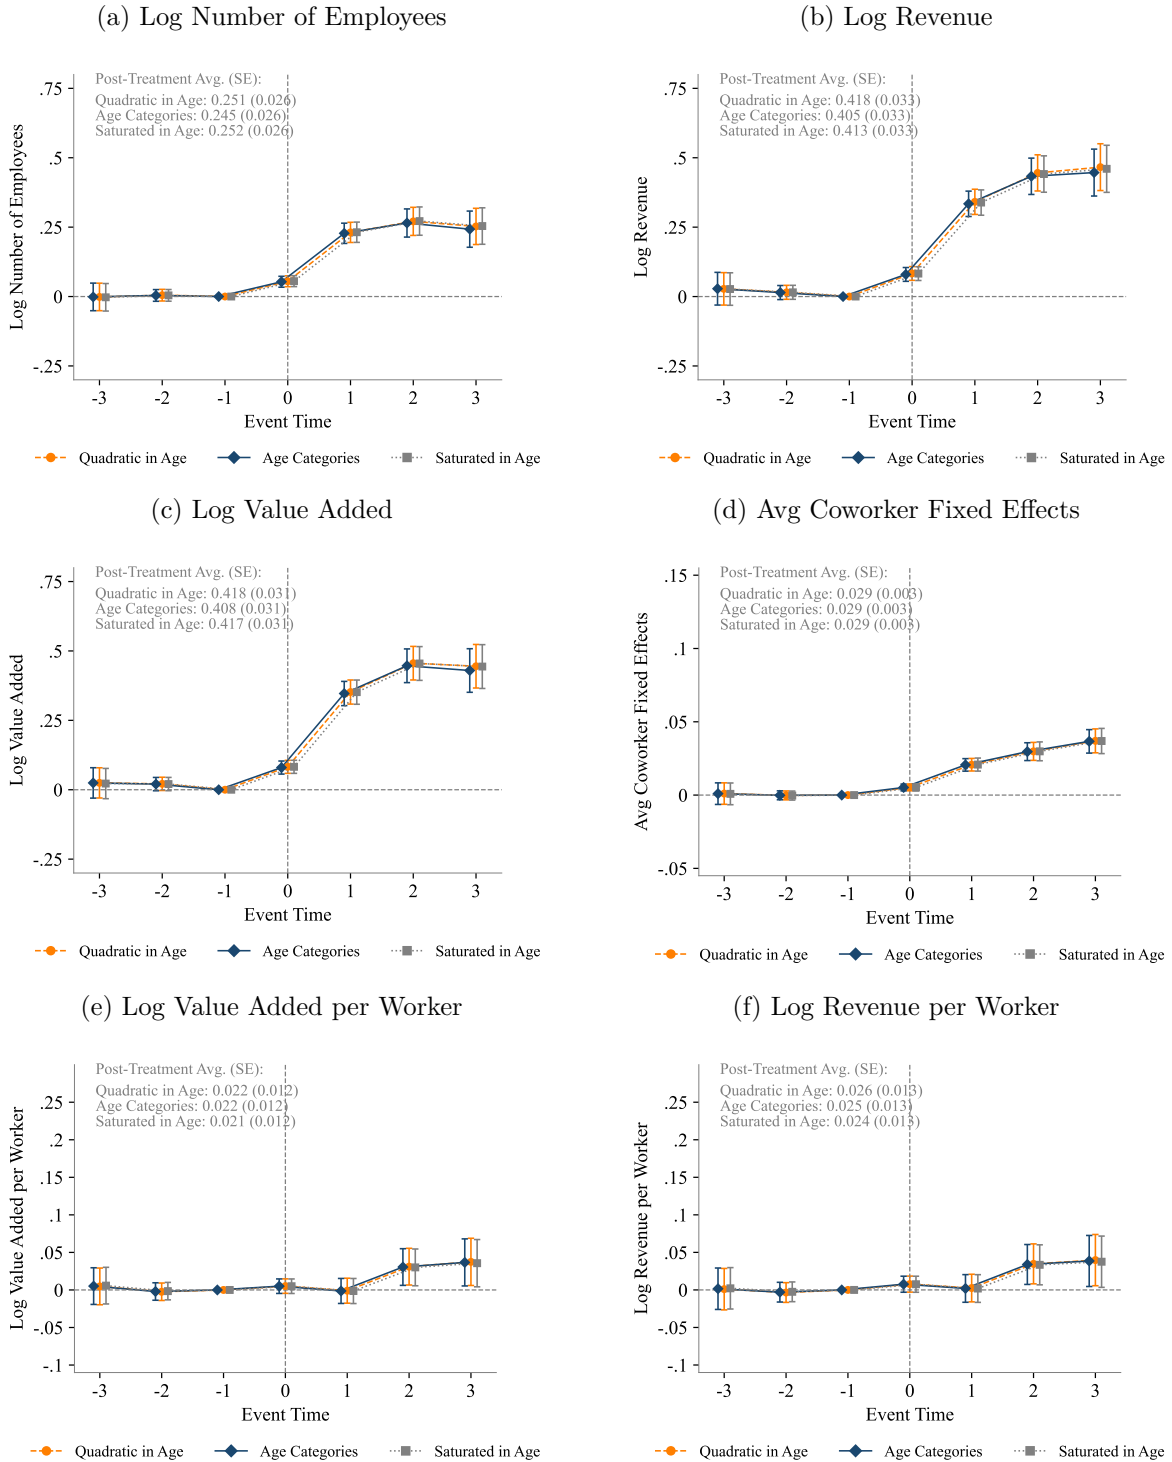 (a) Log Number of Employees
Post-Treatment Avg. (SE):
Quadratic in Age: 0.251 (0.026)
Age Categories: 0.245 (0.026)
Saturated in Age: 0.252 (0.026)
Log Number of Employees
.75
.5
.25
0
-.25
-3 -2 -1 0 1 2 3
Event Time
Quadratic in Age Age Categories Saturated in Age
(b) Log Revenue
Post-Treatment Avg. (SE):
Quadratic in Age: 0.418 (0.033)
Age Categories: 0.405 (0.033)
Saturated in Age: 0.413 (0.033)
Log Revenue
.75
.5
.25
0
-.25
-3 -2 -1 0 1 2 3
Event Time
Quadratic in Age Age Categories Saturated in Age
(c) Log Value Added
Post-Treatment Avg. (SE):
Quadratic in Age: 0.418 (0.031)
Age Categories: 0.408 (0.031)
Saturated in Age: 0.417 (0.031)
Log Value Added
.75
.5
.25
0
-.25
-3 -2 -1 0 1 2 3
Event Time
Quadratic in Age Age Categories Saturated in Age
(d) Avg Coworker Fixed Effects
Post-Treatment Avg. (SE):
Quadratic in Age: 0.029 (0.003)
Age Categories: 0.029 (0.003)
Saturated in Age: 0.029 (0.003)
Avg Coworker Fixed Effects
.15
.1
.05
0
-.05
-3 -2 -1 0 1 2 3
Event Time
Quadratic in Age Age Categories Saturated in Age
(e) Log Value Added per Worker
Post-Treatment Avg. (SE):
Quadratic in Age: 0.022 (0.012)
Age Categories: 0.022 (0.012)
Saturated in Age: 0.021 (0.012)
Log Value Added per Worker
.25
.2
.15
.1
.05
0
-.05
-.1
-3 -2 -1 0 1 2 3
Event Time
Quadratic in Age Age Categories Saturated in Age
(f) Log Revenue per Worker
Post-Treatment Avg. (SE):
Quadratic in Age: 0.026 (0.013)
Age Categories: 0.025 (0.013)
Saturated in Age: 0.024 (0.013)
Log Revenue per Worker
.25
.2
.15
.1
.05
0
-.05
-.1
-3 -2 -1 0 1 2 3
Event Time
Quadratic in Age Age Categories Saturated in Age